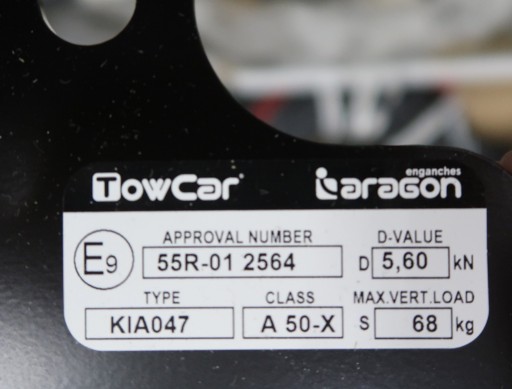 TowCar enganches aragon
APPROVAL NUMBER D-VALUE
E9 55R-01 2564 D 5,60 kN
TYPE CLASS MAX.VERT.LOAD
KIA047 A 50-X S 68 kg